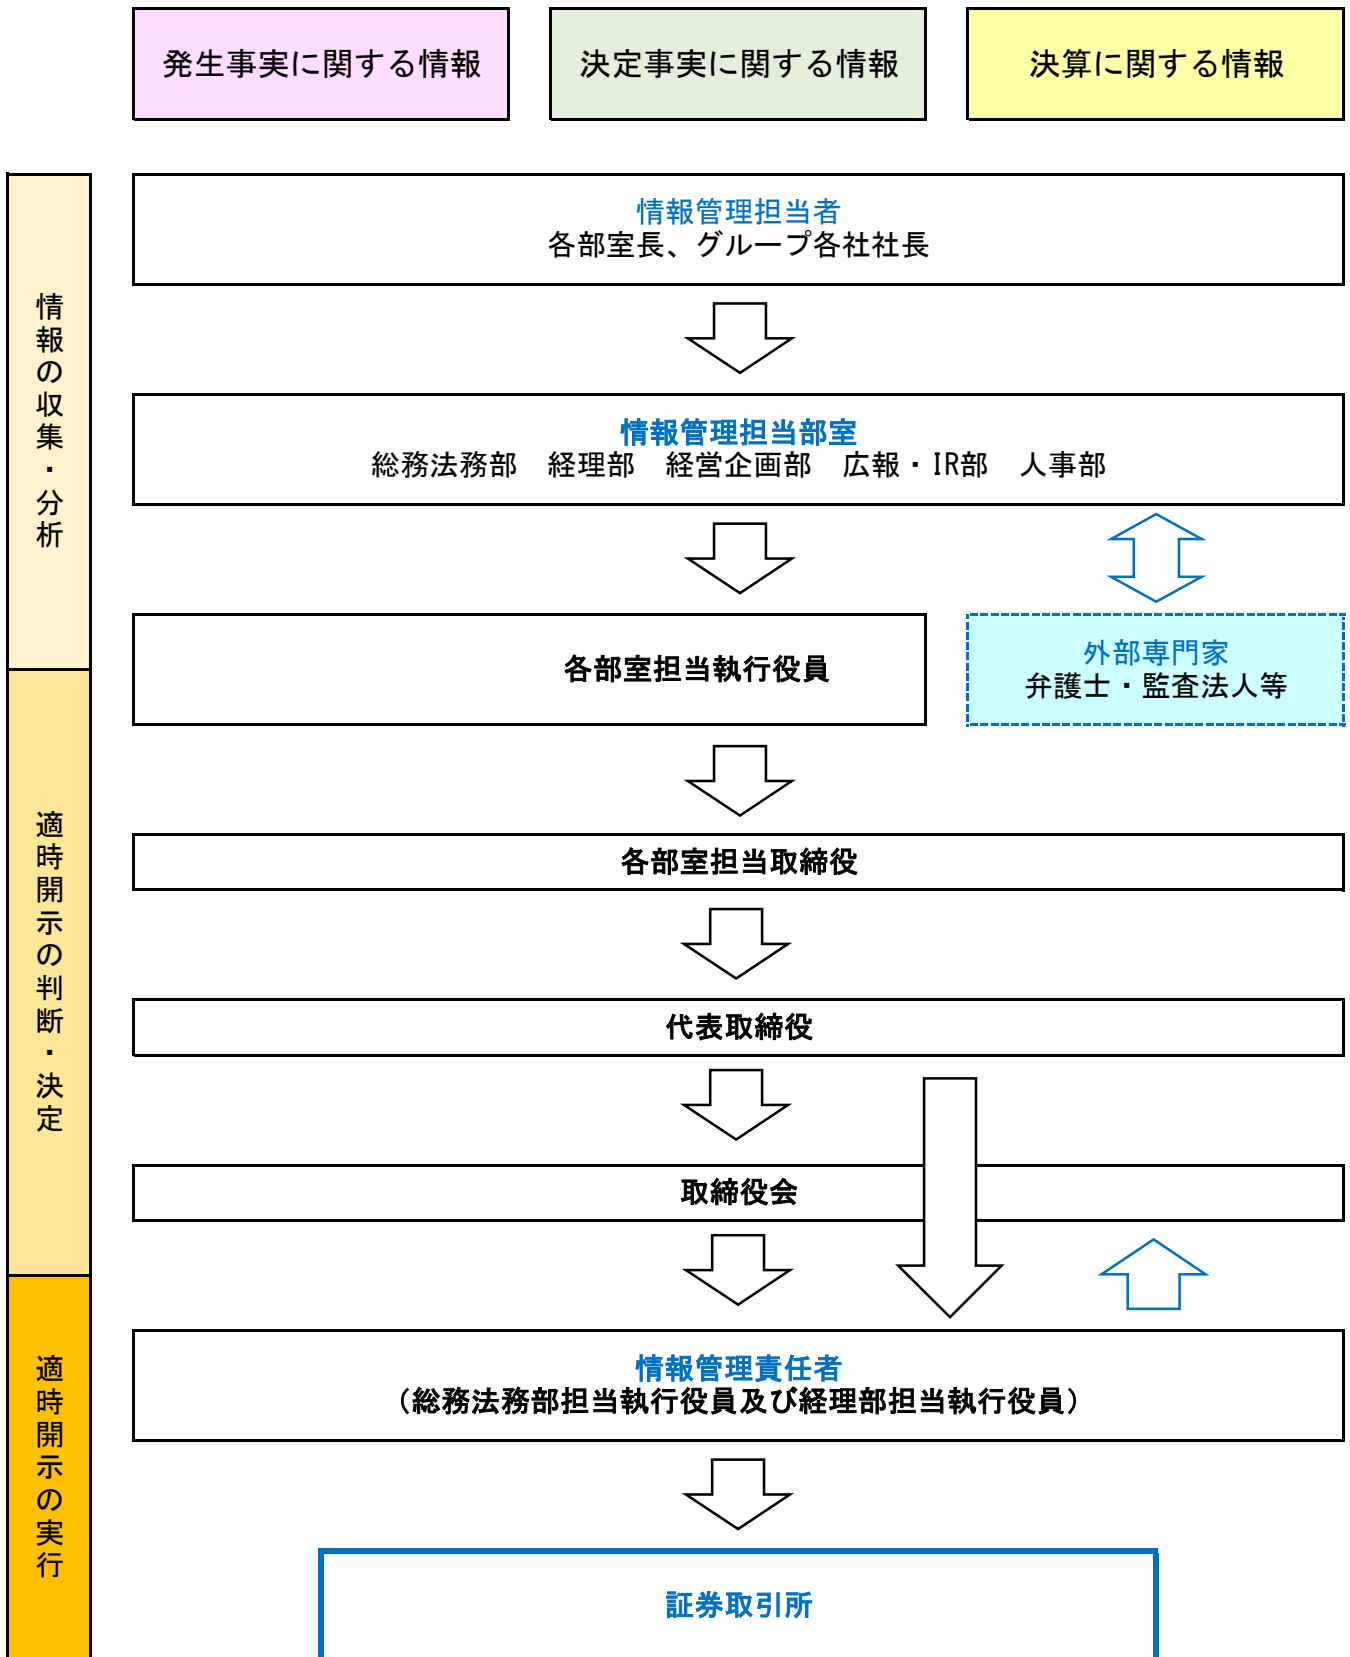 発生事実に関する情報
決定事実に関する情報
決算に関する情報
情報の収集・分析
情報管理担当者
各部室長、グループ各社社長
情報管理担当部室
総務法務部　経理部　経営企画部　広報・IR部　人事部
各部室担当執行役員
外部専門家
弁護士・監査法人等
適時開示の判断・決定
各部室担当取締役
代表取締役
取締役会
適時開示の実行
情報管理責任者
（総務法務部担当執行役員及び経理部担当執行役員）
証券取引所